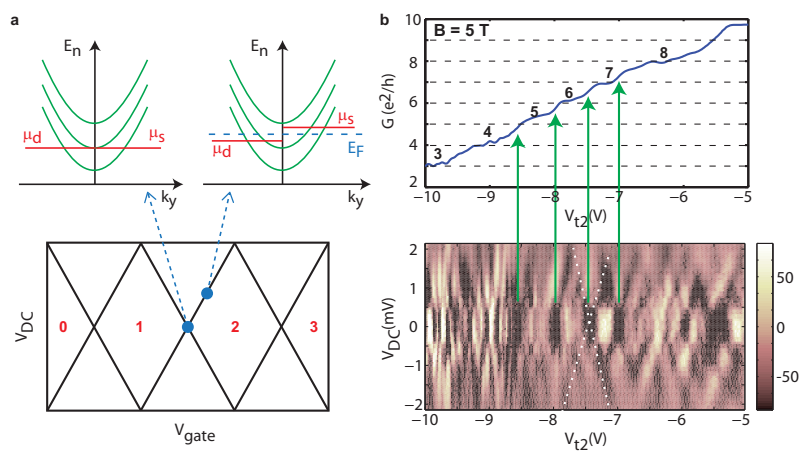 a
E_n
E_n
μ_d
μ_s
μ_s
μ_d
E_F
k_y
k_y
V_DC
0 1 2 3
V_gate
b
B = 5 T
G (e²/h)
10
8
6
4
2
3
4
5
6
7
8
−10 −9 −8 −7 −6 −5
V_t2(V)
V_DC(mV)
2
1
0
−1
−2
−10 −9 −8 −7 −6 −5
V_t2(V)
50
0
−50